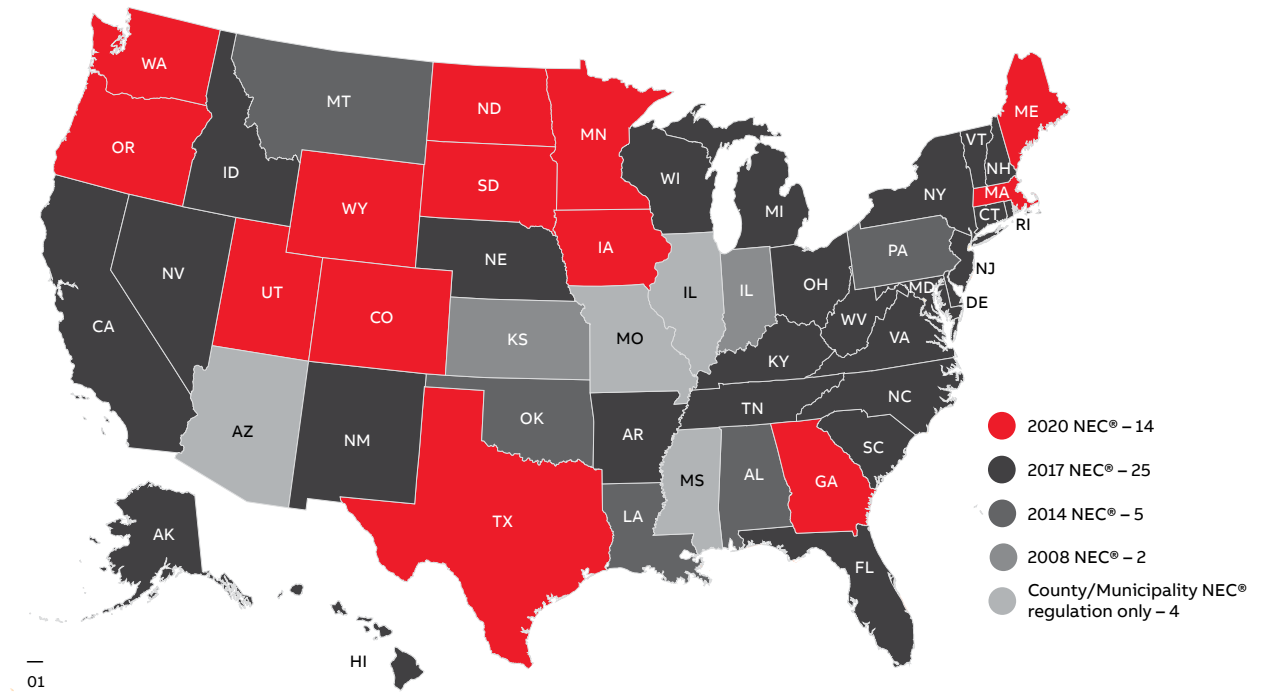 WA
MT
ND
MN
ME
OR
ID
WY
SD
WI
MI
VT
NH
NY
MA
CT
RI
NV
UT
CO
NE
IA
IL
IL
OH
PA
NJ
MD
DE
CA
KS
MO
WV
VA
KY
AZ
NM
OK
AR
TN
NC
SC
MS
AL
GA
TX
LA
FL
AK
HI
2020 NEC® – 14
2017 NEC® – 25
2014 NEC® – 5
2008 NEC® – 2
County/Municipality NEC®
regulation only – 4
—
01